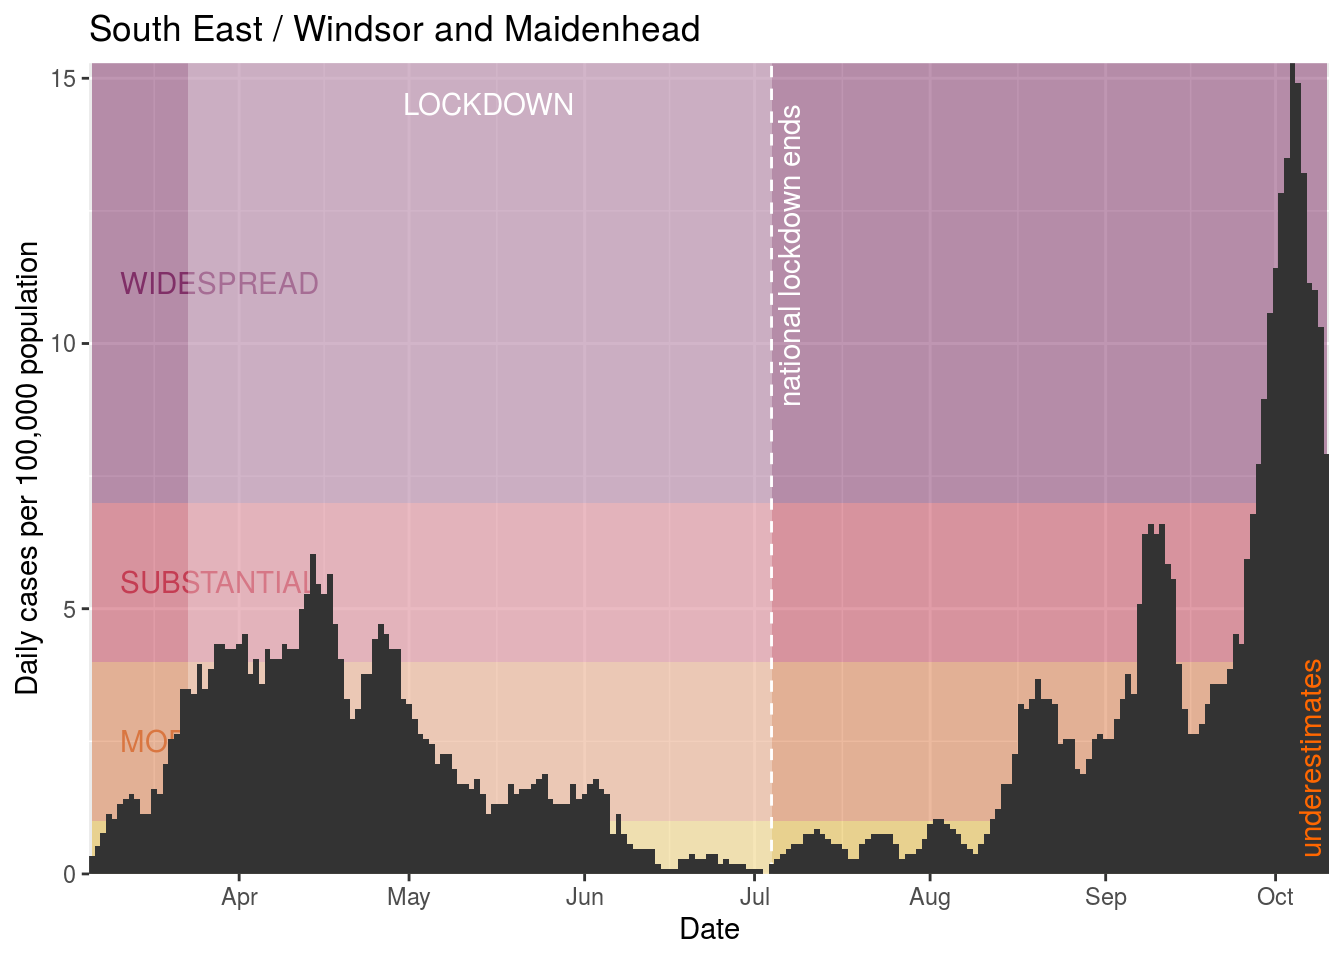 South East / Windsor and Maidenhead
15
10
5
0
Daily cases per 100,000 population
LOCKDOWN
national lockdown ends
WIDESPREAD
SUBSTANTIAL
underestimates
Apr
May
Jun
Jul
Aug
Sep
Oct
Date